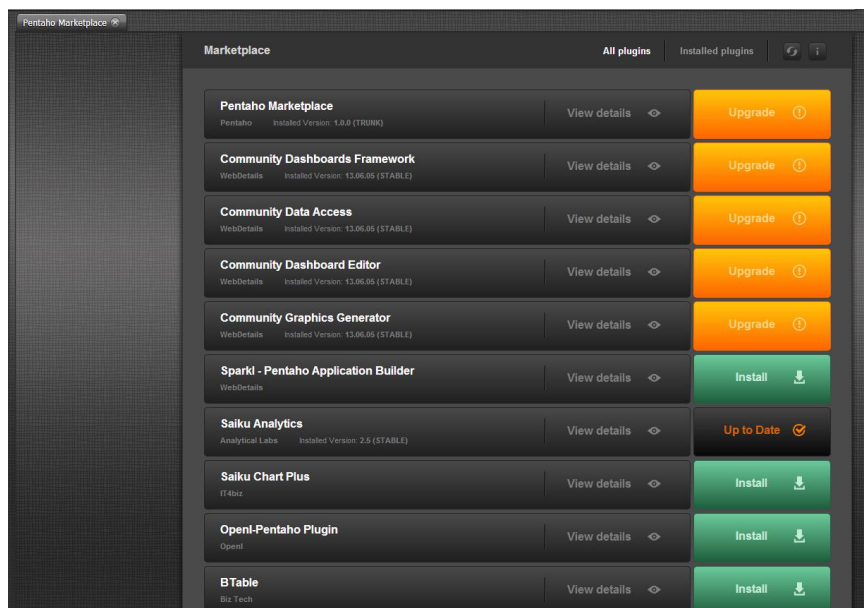 Pentaho Marketplace
Marketplace All plugins Installed plugins
Pentaho Marketplace
Pentaho Installed Version: 1.0.0 (TRUNK)
View details Upgrade
Community Dashboards Framework
WebDetails Installed Version: 13.06.05 (STABLE)
View details Upgrade
Community Data Access
WebDetails Installed Version: 13.06.05 (STABLE)
View details Upgrade
Community Dashboard Editor
WebDetails Installed Version: 13.06.05 (STABLE)
View details Upgrade
Community Graphics Generator
WebDetails Installed Version: 13.06.05 (STABLE)
View details Upgrade
Sparkl - Pentaho Application Builder
WebDetails
View details Install
Saiku Analytics
Analytical Labs Installed Version: 2.5 (STABLE)
View details Up to Date
Saiku Chart Plus
IT4biz
View details Install
OpenI-Pentaho Plugin
OpenI
View details Install
BTable
Biz Tech
View details Install